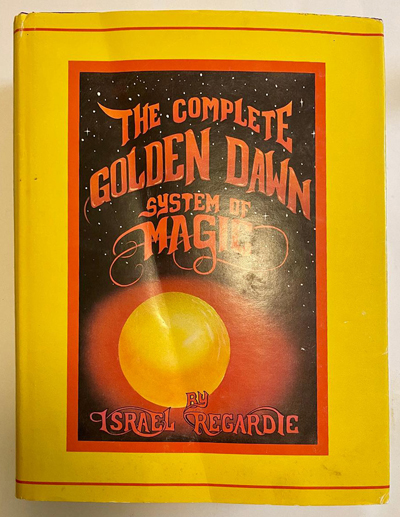 THE COMPLETE
GOLDEN DAWN
SYSTEM OF
MAGIC
BY
ISRAEL REGARDIE